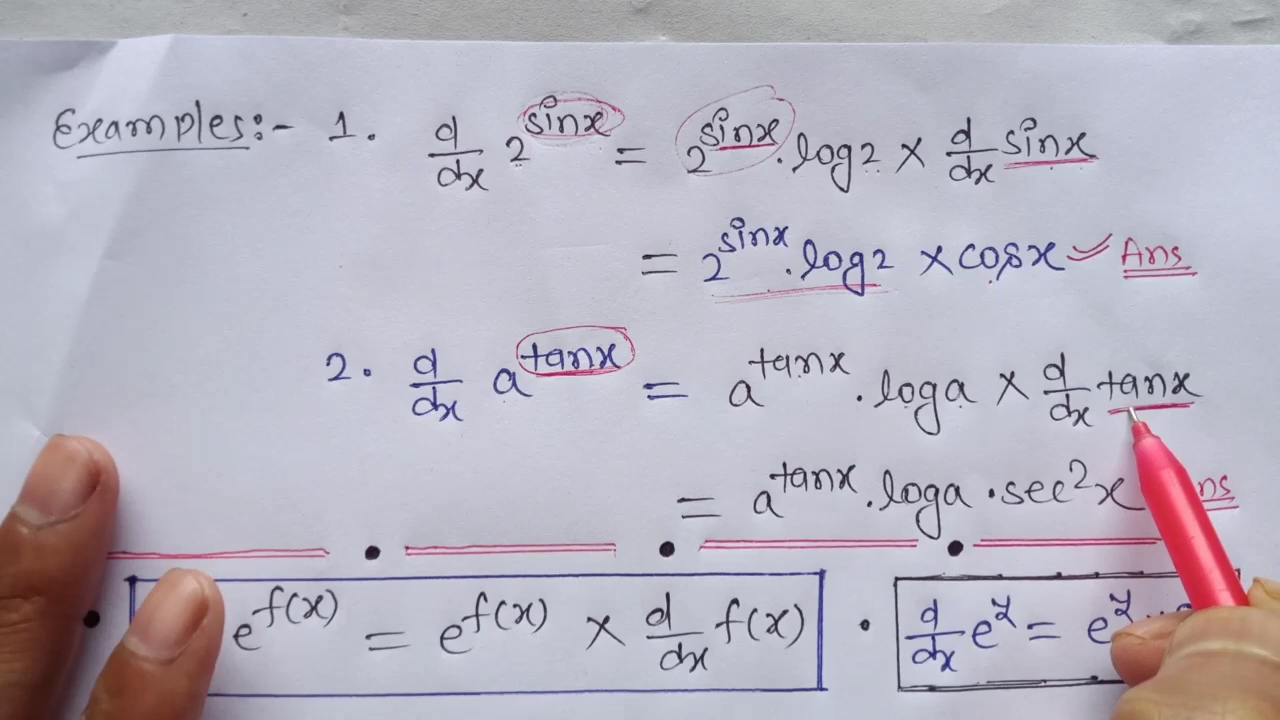 Examples:- 1. d/dx 2^sinx = 2^sinx . log2 × d/dx sinx
= 2^sinx . log2 × cosx Ans
2. d/dx a^tanx = a^tanx . loga × d/dx tanx
= a^tanx . loga . sec²x
e^f(x) = e^f(x) × d/dx f(x) • d/dx e^y = e^y